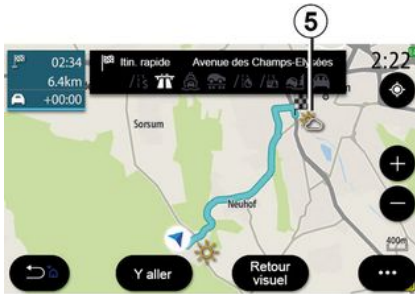 5
02:34
6.4km
+00:00
Itin. rapide Avenue des Champs-Elysées
2:22
Sorsum
Neuhof
400m
Y aller
Retour
visuel